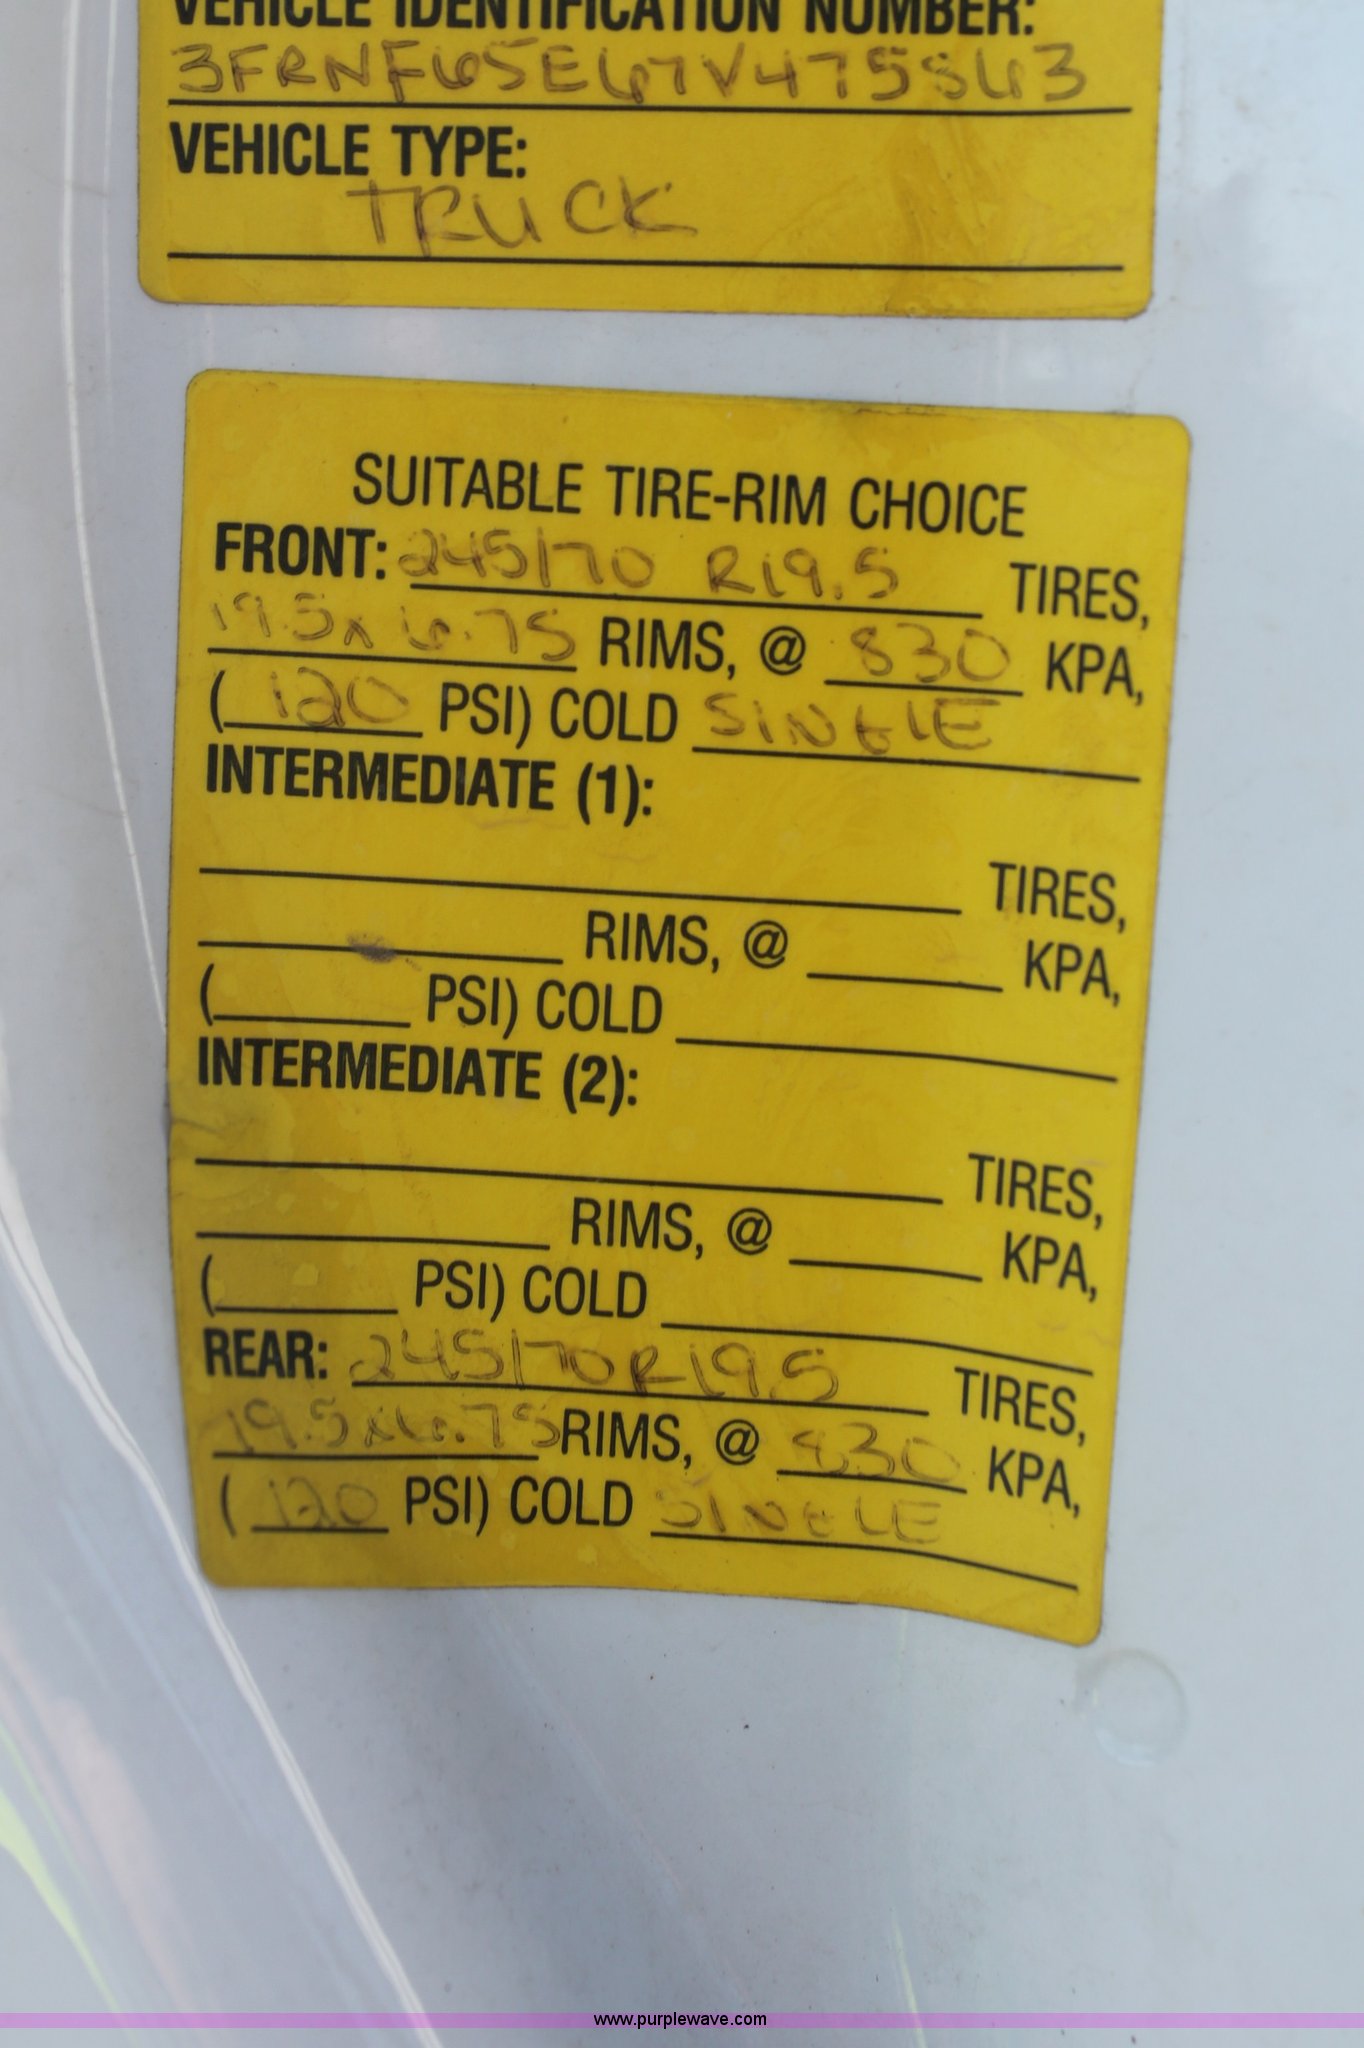 VEHICLE IDENTIFICATION NUMBER:
3FRNF65E67V475563
VEHICLE TYPE:
TRUCK
SUITABLE TIRE-RIM CHOICE
FRONT: 245/70 R19.5 TIRES,
19.5x6.75 RIMS, @ 830 KPA,
(120 PSI) COLD SINGLE
INTERMEDIATE (1):
TIRES,
RIMS, @ KPA,
( PSI) COLD
INTERMEDIATE (2):
TIRES,
RIMS, @ KPA,
( PSI) COLD
REAR: 245/70R19.5 TIRES,
19.5x6.75 RIMS, @ 830 KPA,
(120 PSI) COLD SINGLE
www.purplewave.com